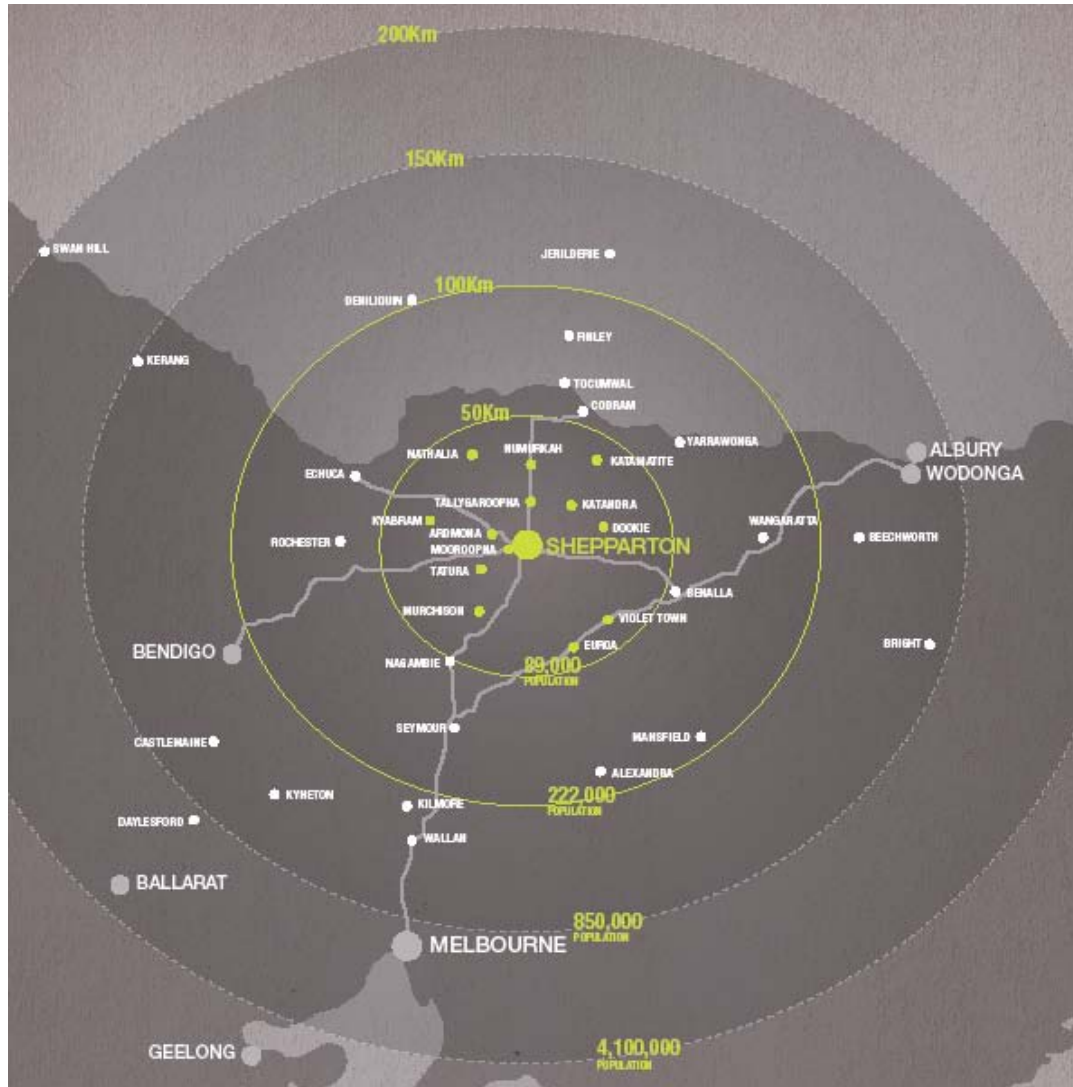 200Km
150Km
SWAN HILL
JERILDERIE
100Km
DENILIQUIN
FINLEY
KERANG
TOCUMWAL
COBRAM
50Km
YARRAWONGA
NUMURKAH
NATHALIA
KATAMATITE
ALBURY
ECHUCA
WODONGA
TALLYGAROOPNA
KATANDRA
KYABRAM
DOOKIE
WANGARATTA
ARDMONA
ROCHESTER
BEECHWORTH
MOOROOPNA
SHEPPARTON
TATURA
BENALLA
MURCHISON
VIOLET TOWN
EUROA
BRIGHT
BENDIGO
NAGAMBIE
89,000
POPULATION
SEYMOUR
MANSFIELD
CASTLEMAINE
ALEXANDRA
KYNETON
222,000
POPULATION
KILMORE
DAYLESFORD
WALLAN
BALLARAT
850,000
POPULATION
MELBOURNE
GEELONG
4,100,000
POPULATION